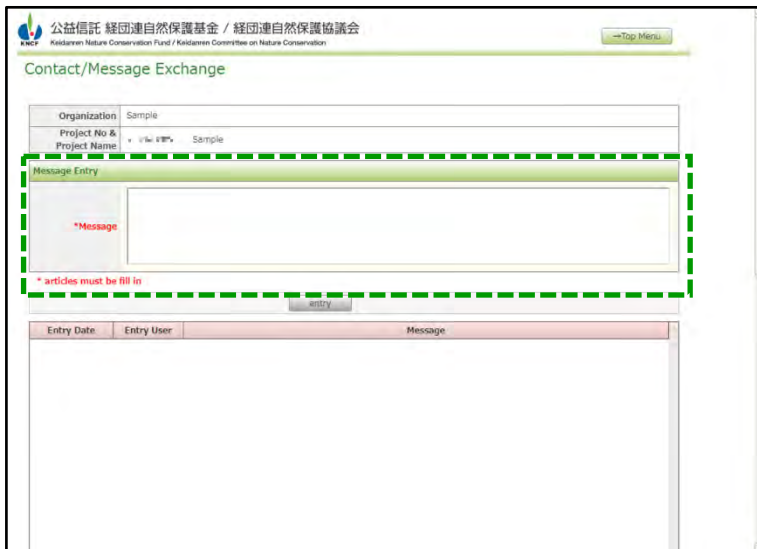 公益信託 経団連自然保護基金 / 経団連自然保護協議会
KNCF Keidanren Nature Conservation Fund / Keidanren Committee on Nature Conservation
→Top Menu
Contact/Message Exchange
Organization Sample
Project No &
Project Name Sample
Message Entry
*Message
* articles must be fill in
entry
Entry Date Entry User Message